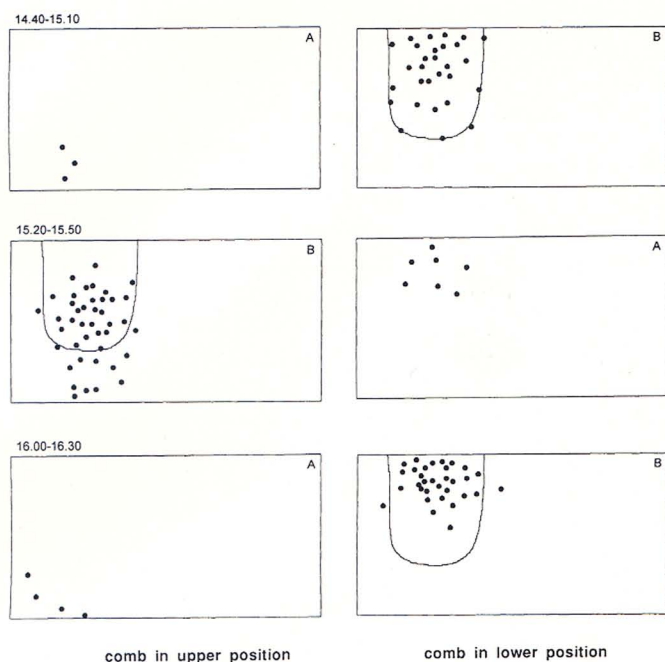 14.40-15.10
A
B
15.20-15.50
B
A
16.00-16.30
A
B
comb in upper position
comb in lower position